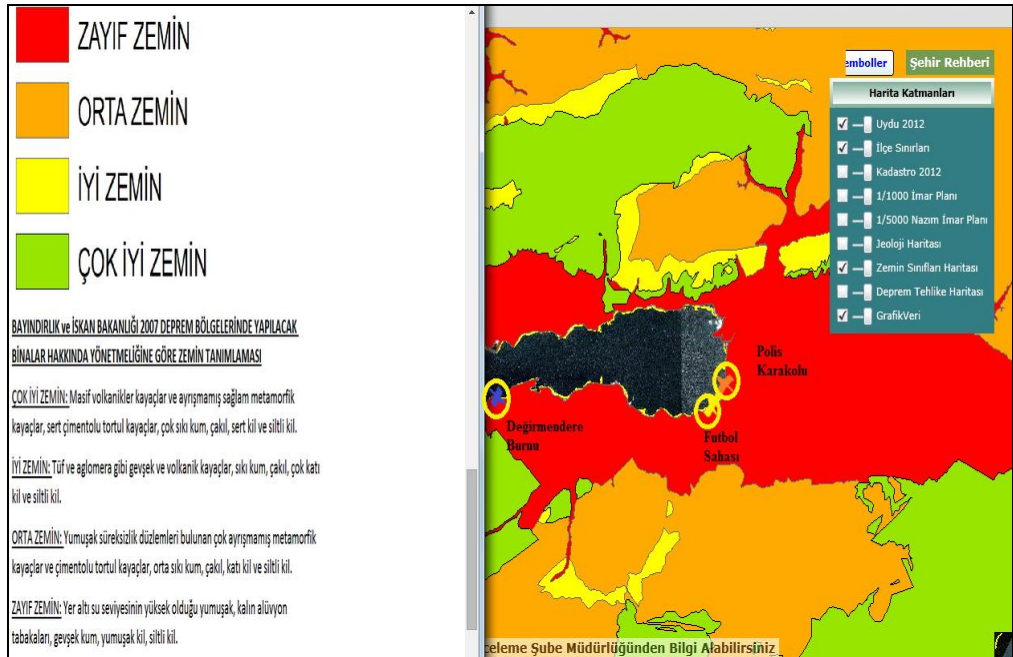 ZAYIF ZEMİN
ORTA ZEMİN
İYİ ZEMİN
ÇOK İYİ ZEMİN
BAYINDIRLIK ve İSKAN BAKANLIĞI 2007 DEPREM BÖLGELERİNDE YAPILACAK
BİNALAR HAKKINDA YÖNETMELİĞİNE GÖRE ZEMİN TANIMLAMASI
ÇOK İYİ ZEMİN: Masif volkanikler kayaçlar ve ayrışmamış sağlam metamorfik
kayaçlar, sert çimentolu tortul kayaçlar, çok sıkı kum, çakıl, sert kil ve siltli kil.
İYİ ZEMİN: Tüf ve aglomera gibi gevşek ve volkanik kayaçlar, sıkı kum, çakıl, çok katı
kil ve siltli kil.
ORTA ZEMİN: Yumuşak süreksizlik düzlemleri bulunan çok ayrışmamış metamorfik
kayaçlar ve çimentolu tortul kayaçlar, orta sıkı kum, çakıl, katı kil ve siltli kil.
ZAYIF ZEMİN: Yer altı su seviyesinin yüksek olduğu yumuşak, kalın alüvyon
tabakaları, gevşek kum, yumuşak kil, siltli kil.
emboller
Şehir Rehberi
Harita Katmanları
Uydu 2012
İlçe Sınırları
Kadastro 2012
1/1000 İmar Planı
1/5000 Nazım İmar Planı
Jeoloji Haritası
Zemin Sınıfları Haritası
Deprem Tehlike Haritası
GrafikVeri
Polis
Karakolu
Değirmendere
Burnu
Futbol
Sahası
celeme Şube Müdürlüğünden Bilgi Alabilirsiniz